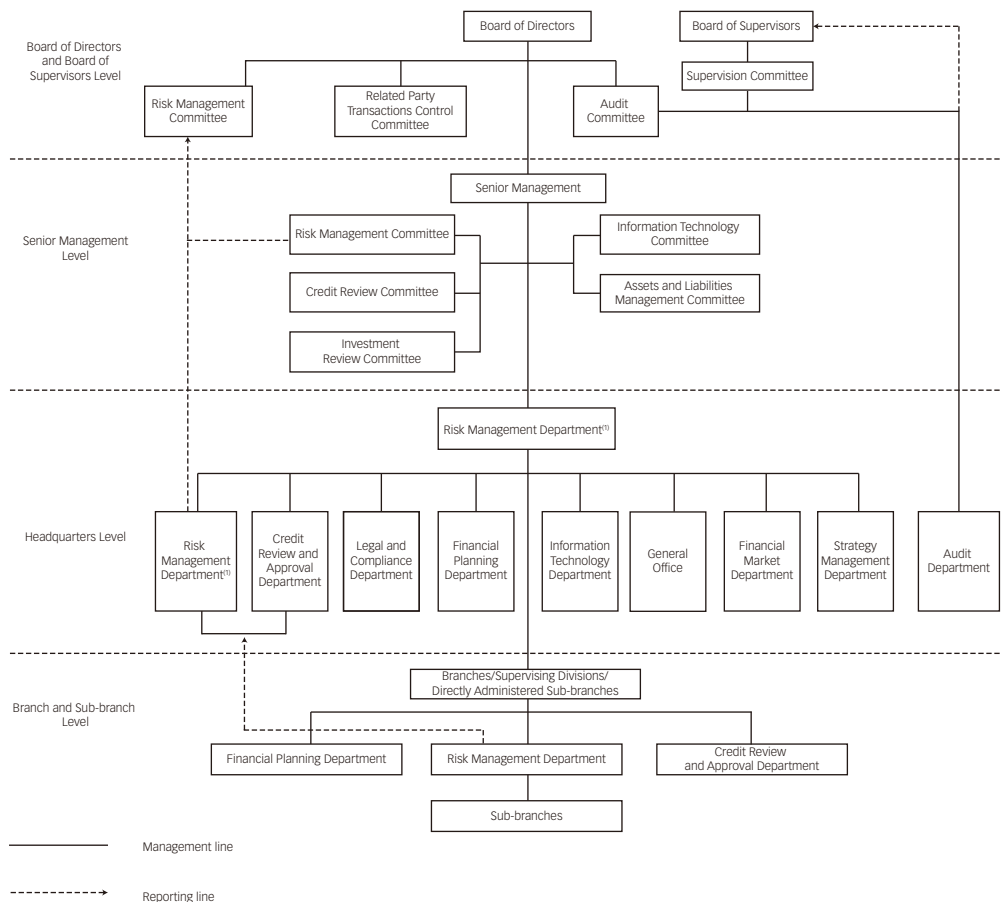 Board of Directors
Board of Supervisors
Board of Directors
and Board of
Supervisors Level
Supervision Committee
Risk Management
Committee
Related Party
Transactions Control
Committee
Audit
Committee
Senior Management
Senior Management
Level
Risk Management Committee
Information Technology
Committee
Credit Review Committee
Assets and Liabilities
Management Committee
Investment
Review Committee
Risk Management Department(1)
Headquarters Level
Risk
Management
Department(1)
Credit
Review and
Approval
Department
Legal and
Compliance
Department
Financial
Planning
Department
Information
Technology
Department
General
Office
Financial
Market
Department
Strategy
Management
Department
Audit
Department
Branch and Sub-branch
Level
Branches/Supervising Divisions/
Directly Administered Sub-branches
Financial Planning Department
Risk Management Department
Credit Review
and Approval Department
Sub-branches
Management line
Reporting line